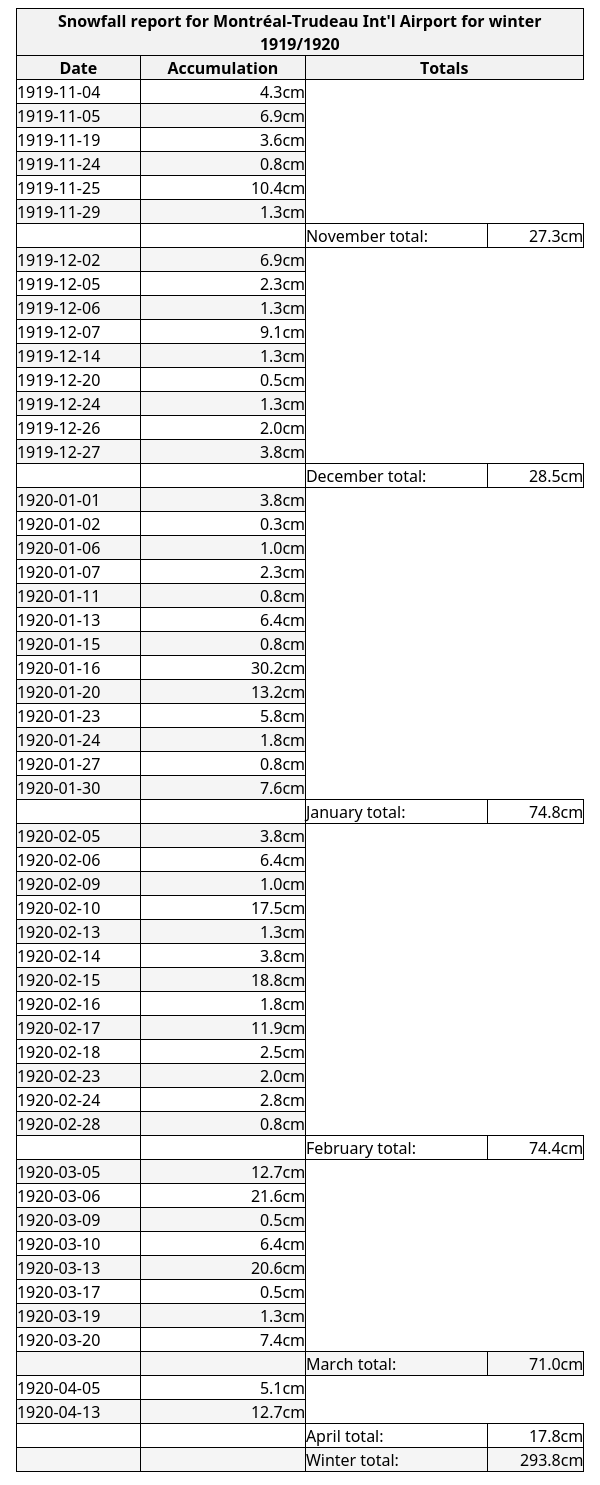 Snowfall report for Montréal-Trudeau Int'l Airport for winter
1919/1920
Date Accumulation Totals
1919-11-04 4.3cm
1919-11-05 6.9cm
1919-11-19 3.6cm
1919-11-24 0.8cm
1919-11-25 10.4cm
1919-11-29 1.3cm
November total: 27.3cm
1919-12-02 6.9cm
1919-12-05 2.3cm
1919-12-06 1.3cm
1919-12-07 9.1cm
1919-12-14 1.3cm
1919-12-20 0.5cm
1919-12-24 1.3cm
1919-12-26 2.0cm
1919-12-27 3.8cm
December total: 28.5cm
1920-01-01 3.8cm
1920-01-02 0.3cm
1920-01-06 1.0cm
1920-01-07 2.3cm
1920-01-11 0.8cm
1920-01-13 6.4cm
1920-01-15 0.8cm
1920-01-16 30.2cm
1920-01-20 13.2cm
1920-01-23 5.8cm
1920-01-24 1.8cm
1920-01-27 0.8cm
1920-01-30 7.6cm
January total: 74.8cm
1920-02-05 3.8cm
1920-02-06 6.4cm
1920-02-09 1.0cm
1920-02-10 17.5cm
1920-02-13 1.3cm
1920-02-14 3.8cm
1920-02-15 18.8cm
1920-02-16 1.8cm
1920-02-17 11.9cm
1920-02-18 2.5cm
1920-02-23 2.0cm
1920-02-24 2.8cm
1920-02-28 0.8cm
February total: 74.4cm
1920-03-05 12.7cm
1920-03-06 21.6cm
1920-03-09 0.5cm
1920-03-10 6.4cm
1920-03-13 20.6cm
1920-03-17 0.5cm
1920-03-19 1.3cm
1920-03-20 7.4cm
March total: 71.0cm
1920-04-05 5.1cm
1920-04-13 12.7cm
April total: 17.8cm
Winter total: 293.8cm